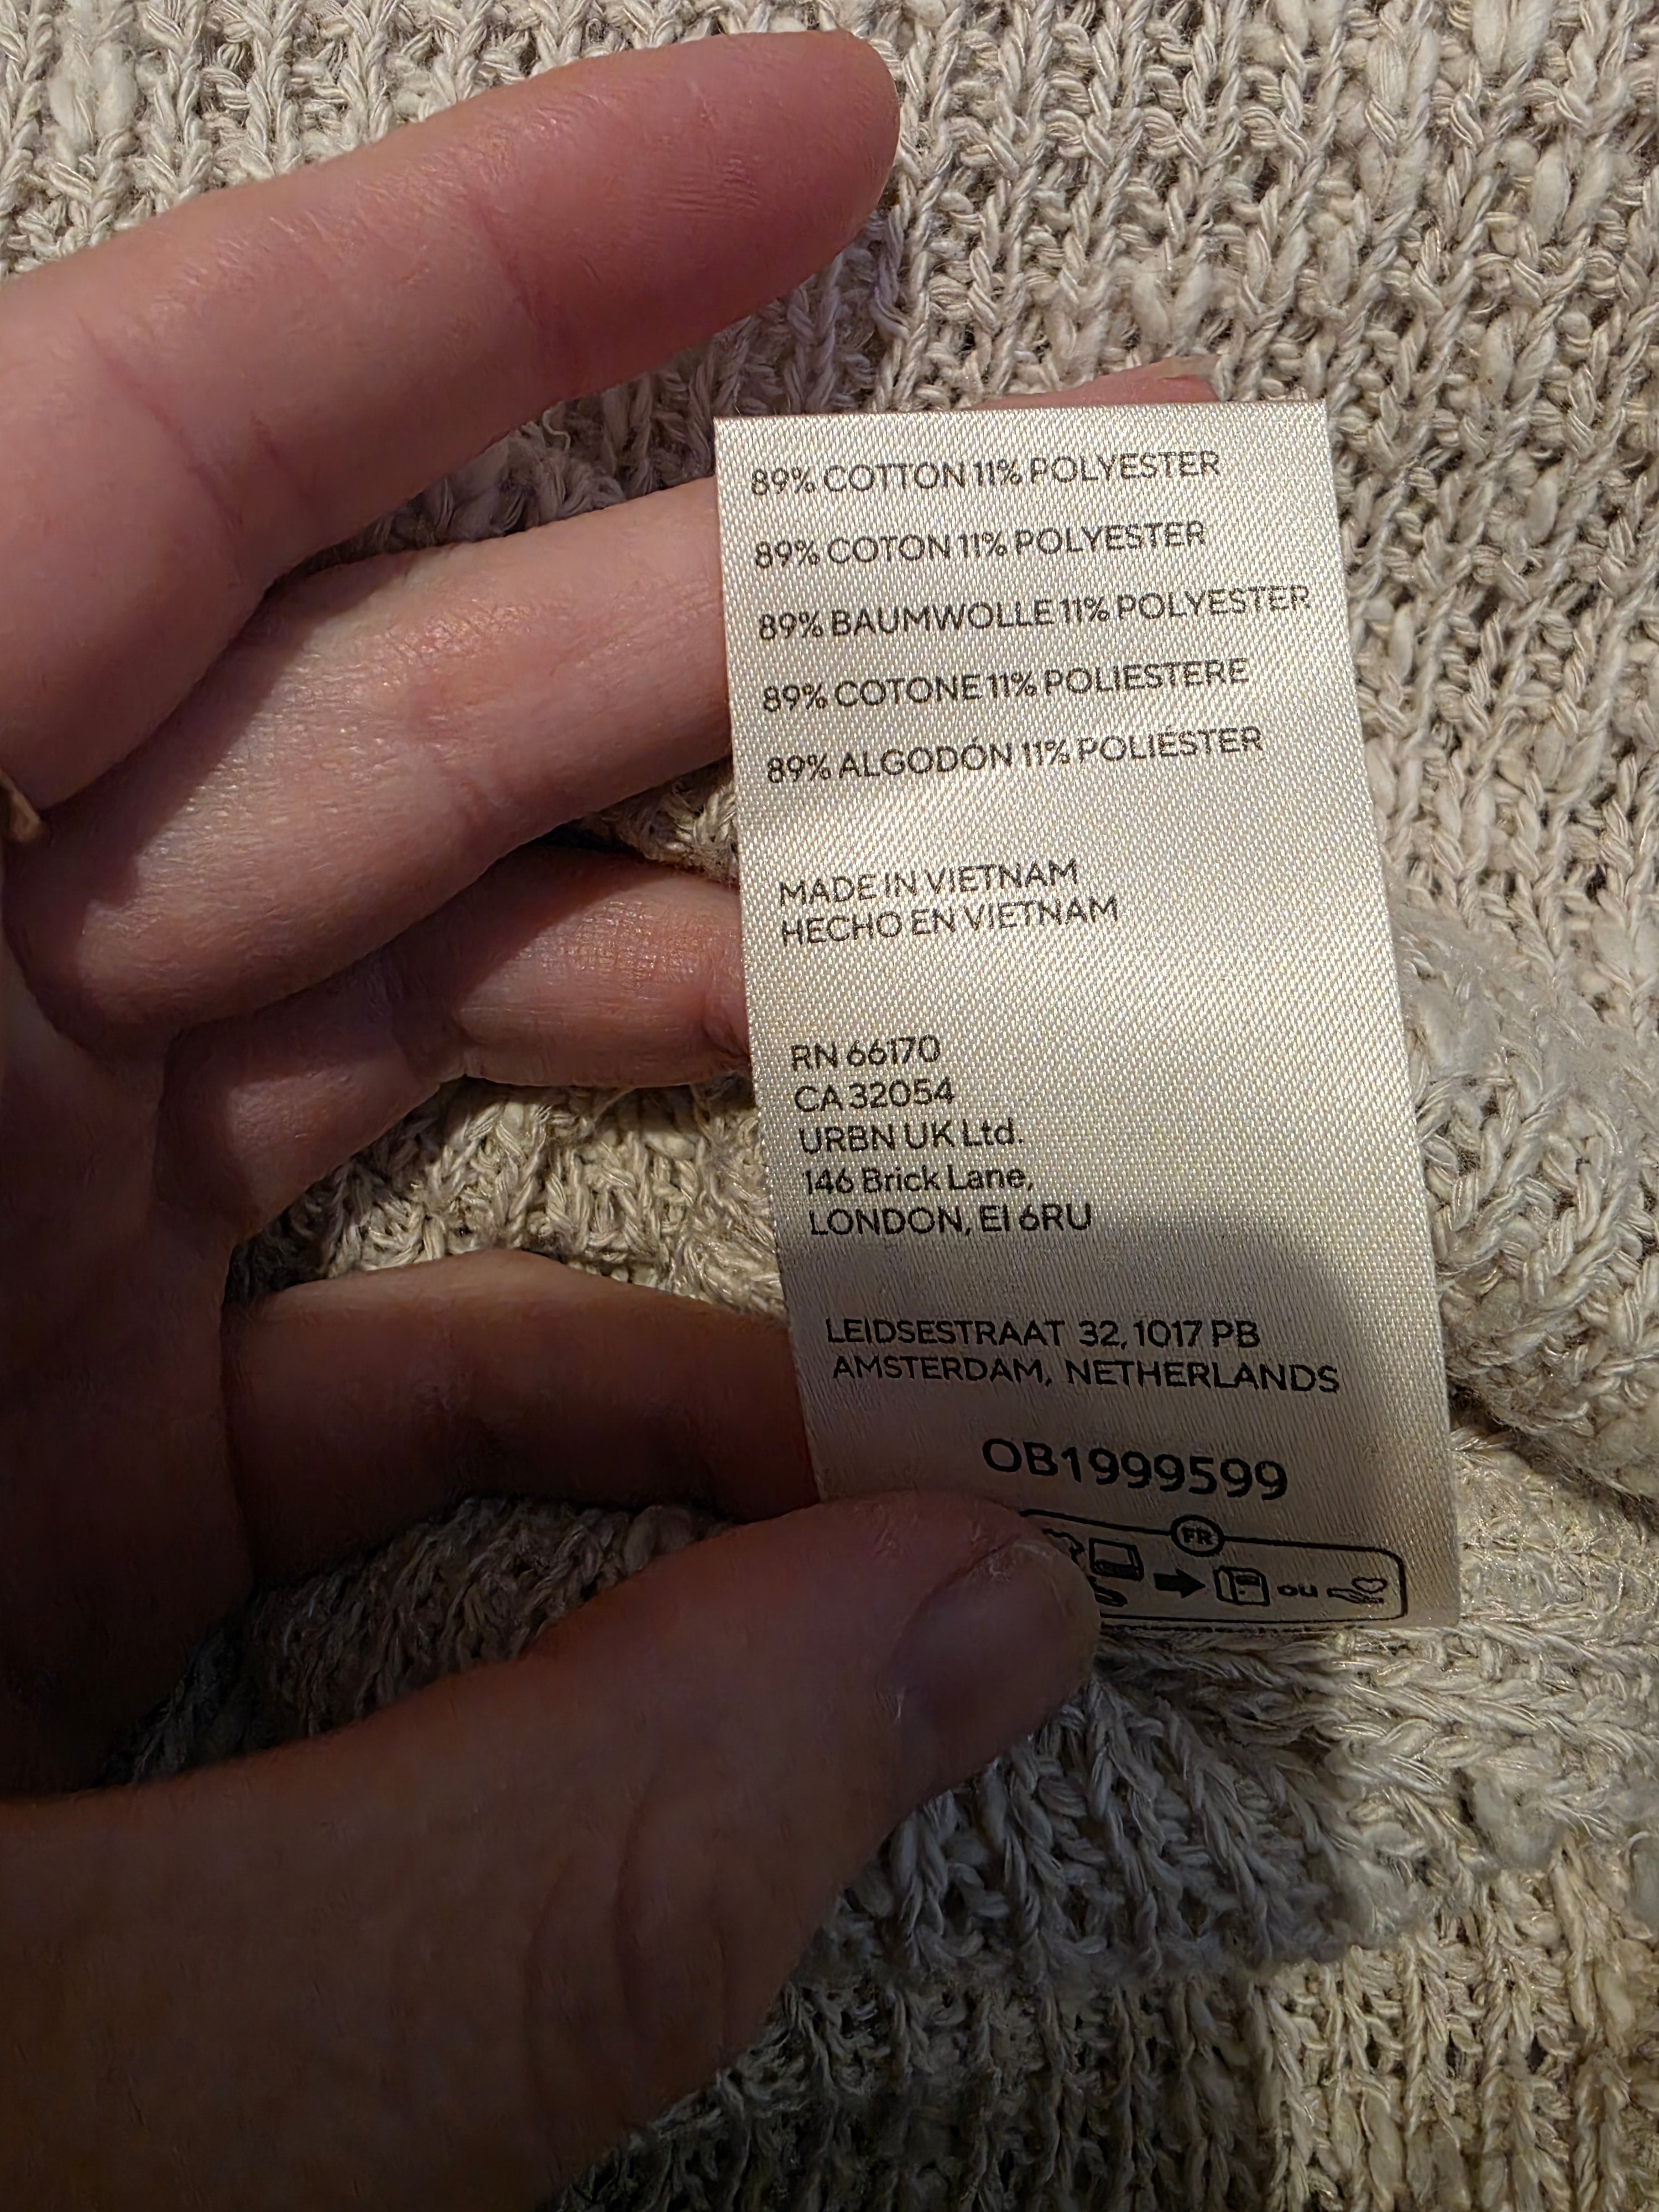 89% COTTON 11% POLYESTER
89% COTON 11% POLYESTER
89% BAUMWOLLE 11% POLYESTER
89% COTONE 11% POLIESTERE
89% ALGODÓN 11% POLIÉSTER
MADE IN VIETNAM
HECHO EN VIETNAM
RN 66170
CA 32054
URBN UK Ltd.
146 Brick Lane,
LONDON, E1 6RU
LEIDSESTRAAT 32, 1017 PB
AMSTERDAM, NETHERLANDS
OB1999599
FR
ou